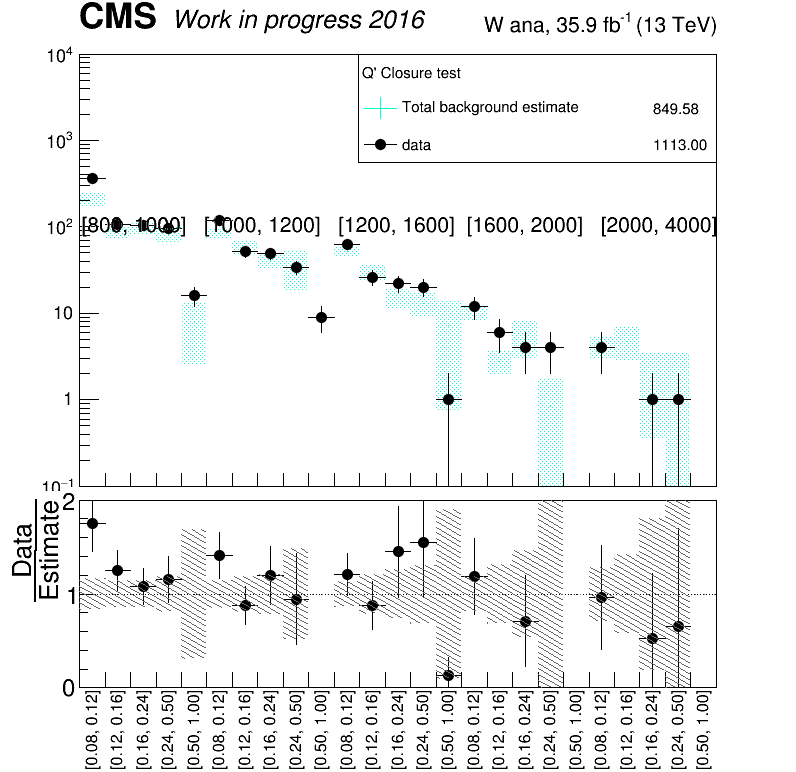 CMS Work in progress 2016 W ana, 35.9 fb⁻¹ (13 TeV)
10⁴
Q' Closure test
Total background estimate 849.58
10³
data 1113.00
10²
[800, 1000] [1000, 1200] [1200, 1600] [1600, 2000] [2000, 4000]
10
1
10⁻¹
2
1
0
Data
Estimate
[0.08, 0.12] [0.12, 0.16] [0.16, 0.24] [0.24, 0.50] [0.50, 1.00] [0.08, 0.12] [0.12, 0.16] [0.16, 0.24] [0.24, 0.50] [0.50, 1.00] [0.08, 0.12] [0.12, 0.16] [0.16, 0.24] [0.24, 0.50] [0.50, 1.00] [0.08, 0.12] [0.12, 0.16] [0.16, 0.24] [0.24, 0.50] [0.50, 1.00] [0.08, 0.12] [0.12, 0.16] [0.16, 0.24] [0.24, 0.50] [0.50, 1.00]